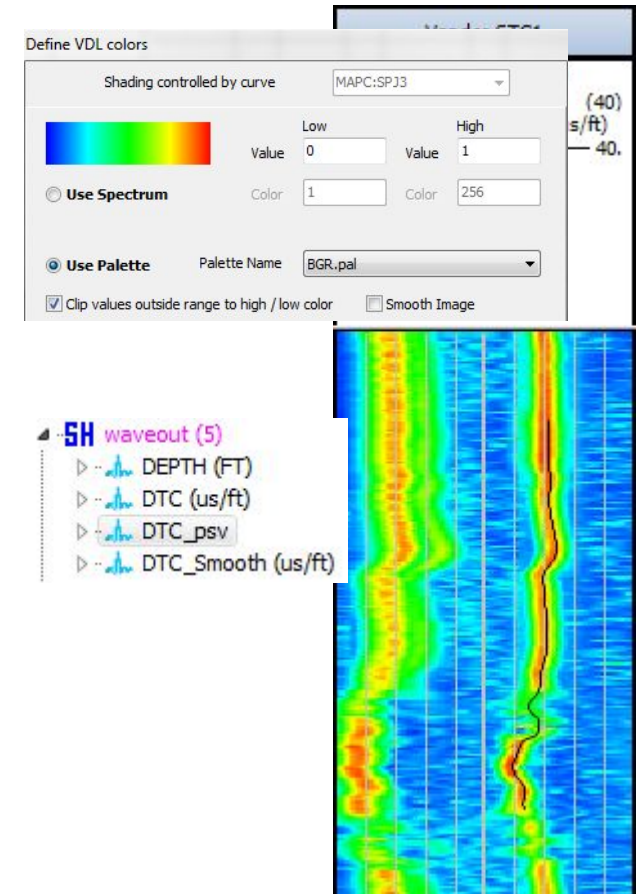 Define VDL colors
Shading controlled by curve MAPC:SPJ3
Low High
Value 0 Value 1
Use Spectrum Color 1 Color 256
Use Palette Palette Name BGR.pal
Clip values outside range to high / low color Smooth Image
(40)
s/ft)
40.
SH waveout (5)
DEPTH (FT)
DTC (us/ft)
DTC_psv
DTC_Smooth (us/ft)